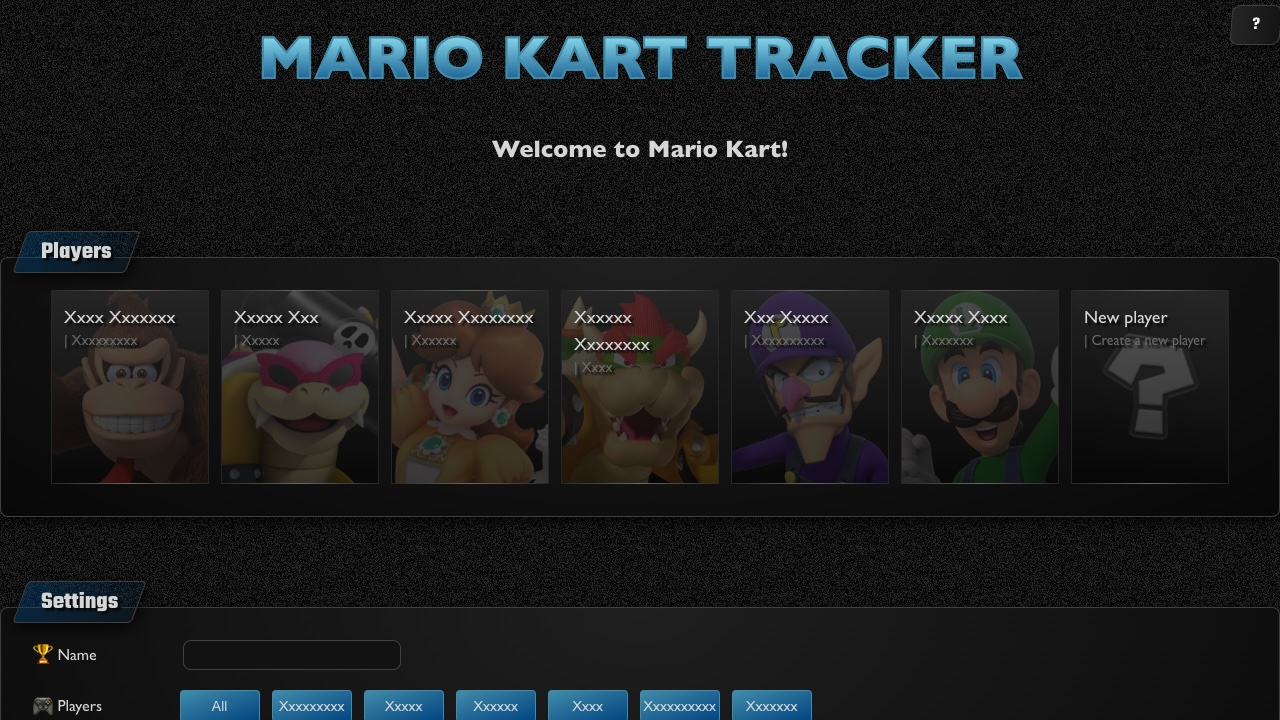 MARIO KART TRACKER
?
Welcome to Mario Kart!
Players
Xxxx Xxxxxxx
| Xxxxxxxxx
Xxxxx Xxx
| Xxxxx
Xxxxx Xxxxxxxx
| Xxxxxx
Xxxxxx
Xxxxxxxx
| Xxxx
Xxx Xxxxx
| Xxxxxxxxxx
Xxxxx Xxxx
| Xxxxxxx
New player
| Create a new player
Settings
🏆 Name
🎮 Players
All
Xxxxxxxxx
Xxxxx
Xxxxxx
Xxxx
Xxxxxxxxxx
Xxxxxxx